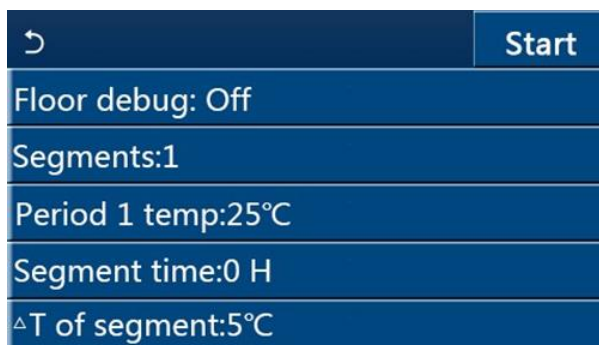 Start
Floor debug: Off
Segments:1
Period 1 temp:25℃
Segment time:0 H
△T of segment:5℃